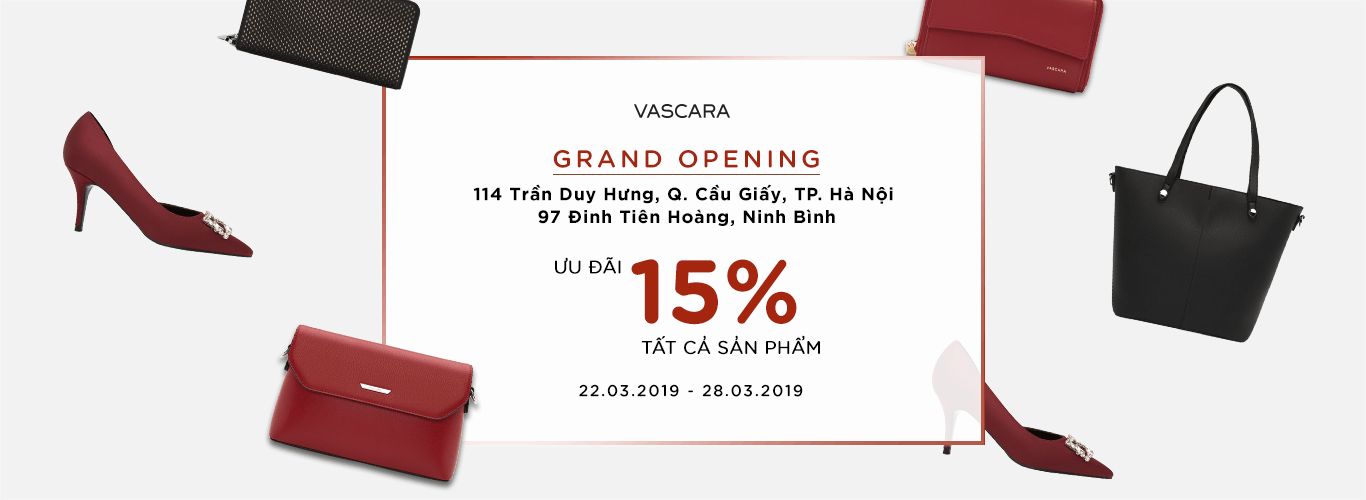 VASCARA
VASCARA
GRAND OPENING
114 Trần Duy Hưng, Q. Cầu Giấy, TP. Hà Nội
97 Đinh Tiên Hoàng, Ninh Bình
ƯU ĐÃI 15%
TẤT CẢ SẢN PHẨM
22.03.2019 - 28.03.2019